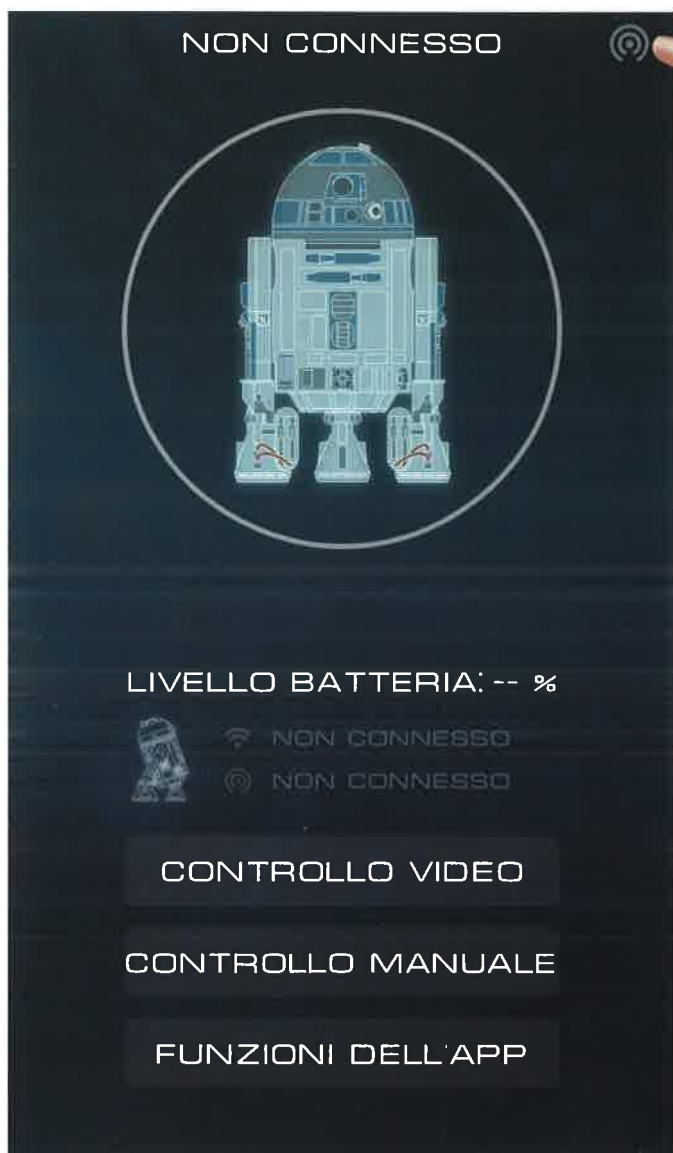 NON CONNESSO
LIVELLO BATTERIA: -- %
NON CONNESSO
NON CONNESSO
CONTROLLO VIDEO
CONTROLLO MANUALE
FUNZIONI DELL'APP